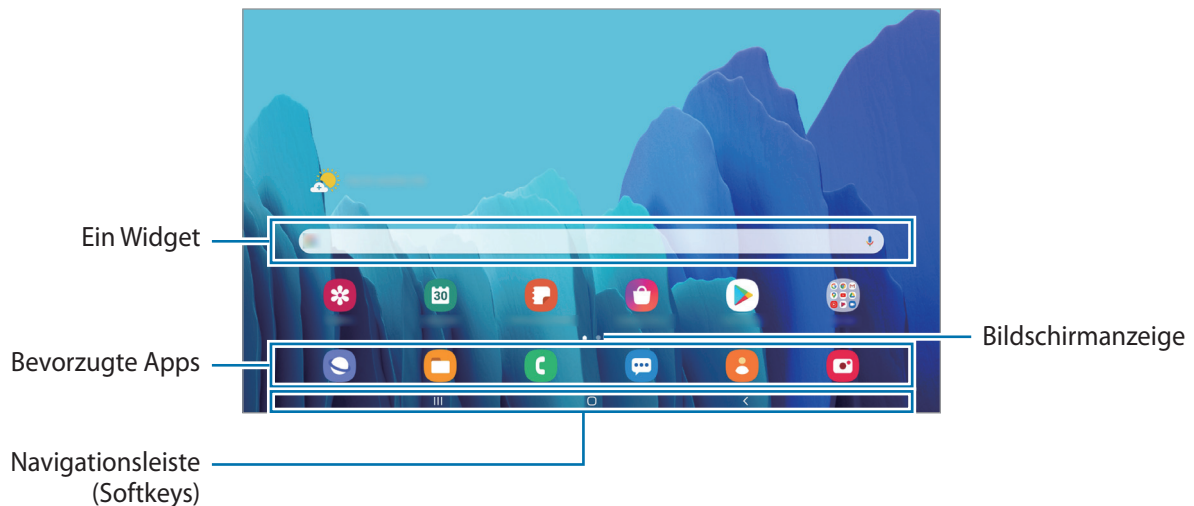 Ein Widget
30
Bildschirmanzeige
Bevorzugte Apps
Navigationsleiste
(Softkeys)